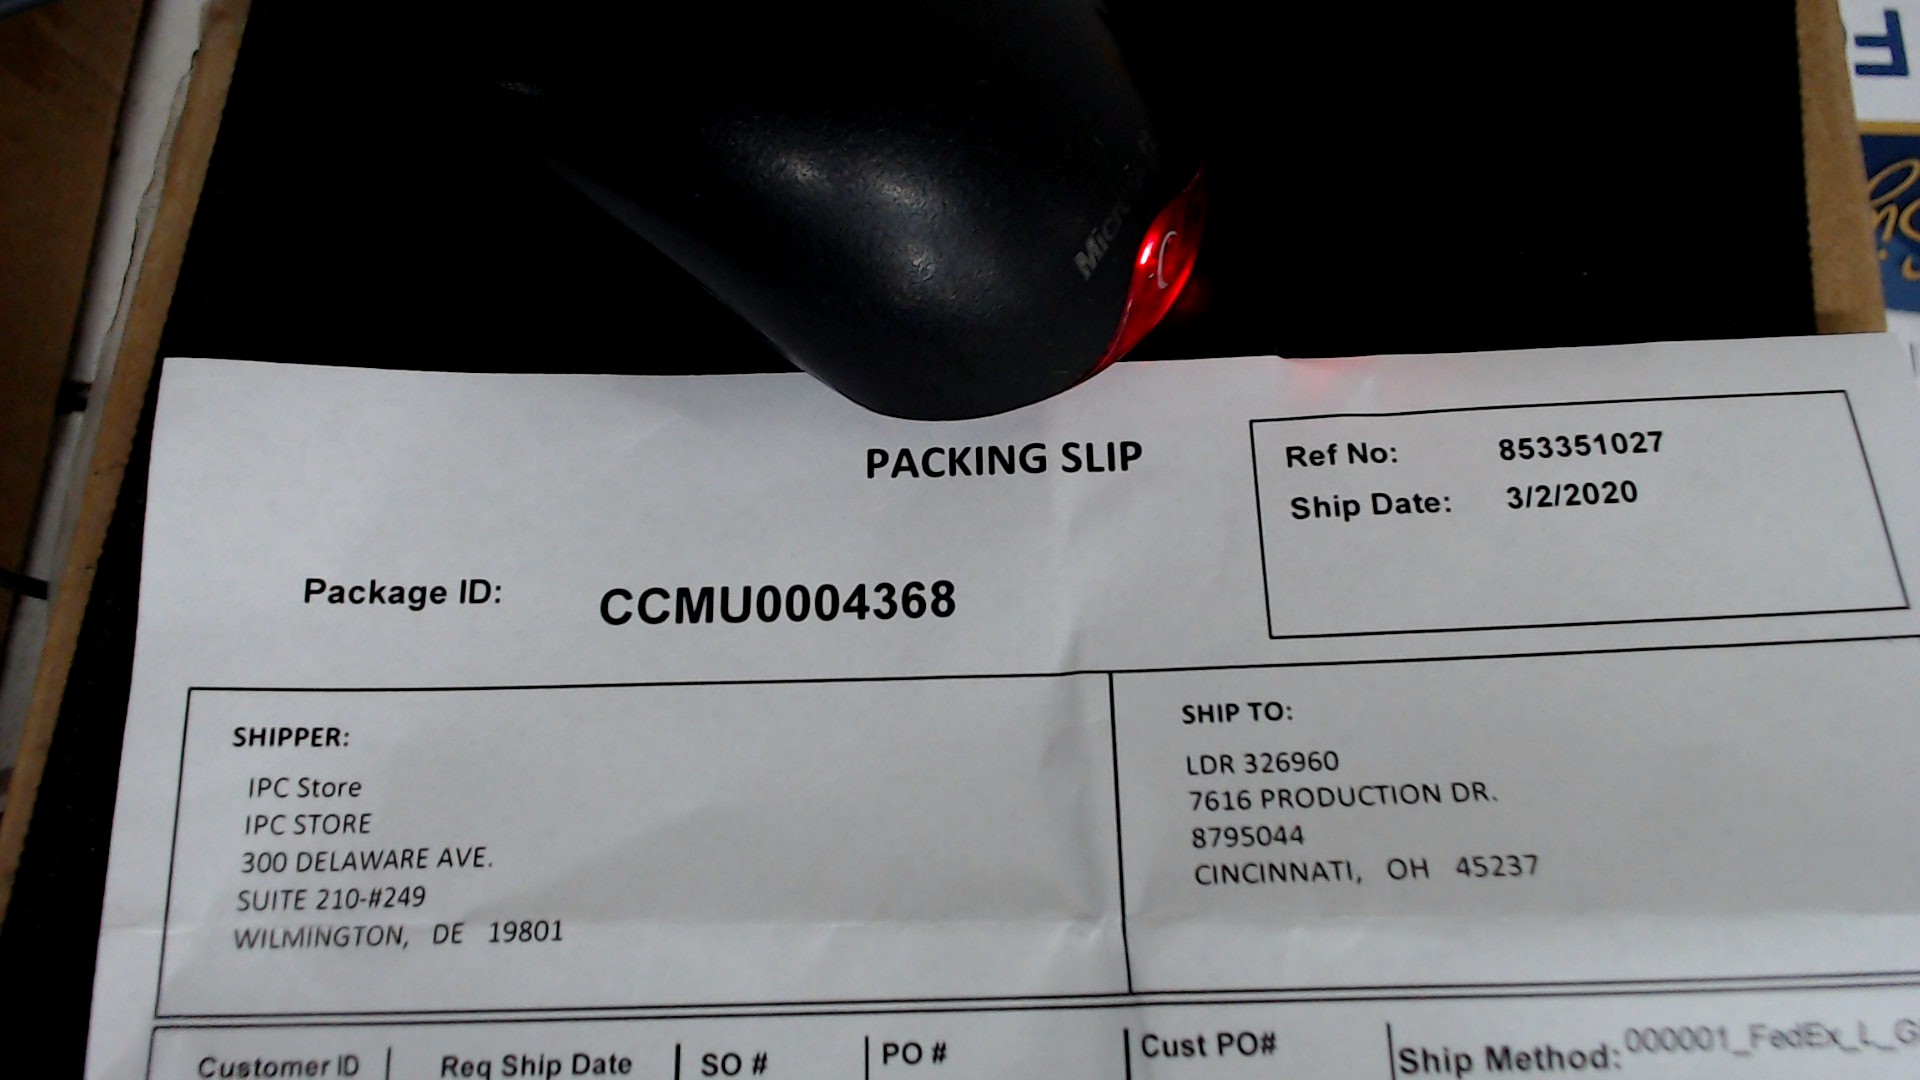 PACKING SLIP
Ref No: 853351027
Ship Date: 3/2/2020
Package ID: CCMU0004368
SHIPPER:
IPC Store
IPC STORE
300 DELAWARE AVE.
SUITE 210-#249
WILMINGTON, DE 19801
SHIP TO:
LDR 326960
7616 PRODUCTION DR.
8795044
CINCINNATI, OH 45237
Customer ID
Req Ship Date
SO #
PO #
Cust PO#
Ship Method: 000001_FedEx_L_G